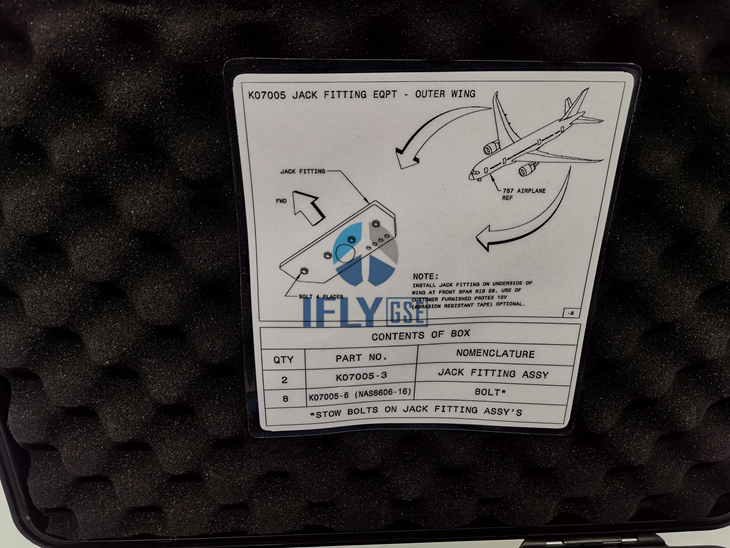 K07005 JACK FITTING EQPT - OUTER WING
JACK FITTING
FWD
787 AIRPLANE
REF
BOLT 4 PLACES
NOTE:
INSTALL JACK FITTING ON UNDERSIDE OF
WING AT FRONT SPAR RIB 28. USE OF
CUSTOMER FURNISHED PROTEX 10V
(ABRASION RESISTANT TAPE) OPTIONAL.
IFLY GSE
CONTENTS OF BOX
QTY PART NO. NOMENCLATURE
2 K07005-3 JACK FITTING ASSY
8 K07005-6 (NAS6606-16) BOLT*
*STOW BOLTS ON JACK FITTING ASSY'S